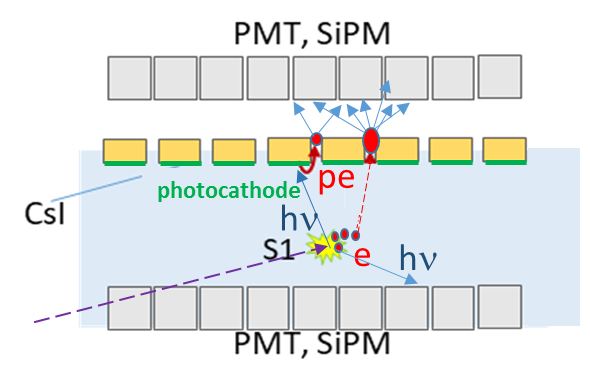 PMT, SiPM
photocathode
pe
CsI
hν
S1
e
hν
PMT, SiPM